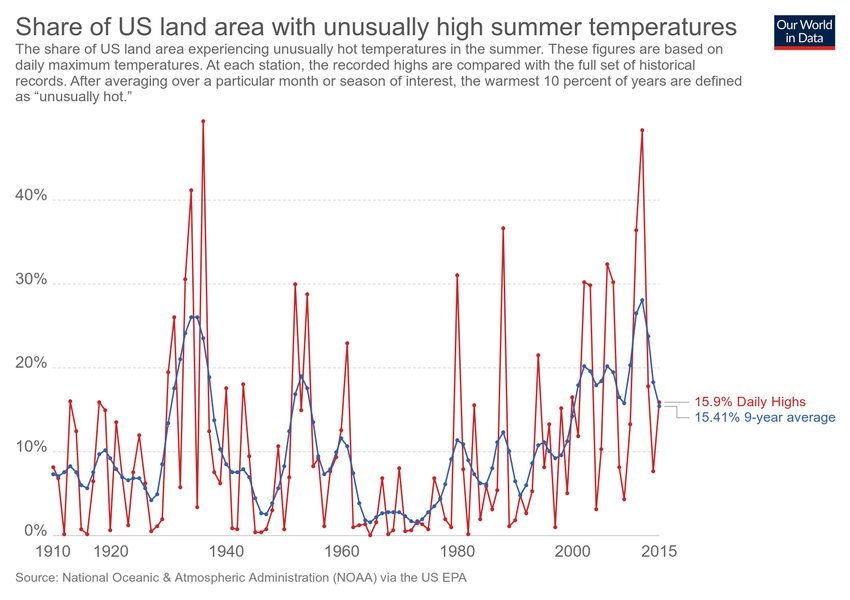 Share of US land area with unusually high summer temperatures
Our World
in Data
The share of US land area experiencing unusually hot temperatures in the summer. These figures are based on
daily maximum temperatures. At each station, the recorded highs are compared with the full set of historical
records. After averaging over a particular month or season of interest, the warmest 10 percent of years are defined
as “unusually hot.”
40%
30%
20%
10%
0%
15.9% Daily Highs
15.41% 9-year average
1910 1920 1940 1960 1980 2000 2015
Source: National Oceanic & Atmospheric Administration (NOAA) via the US EPA